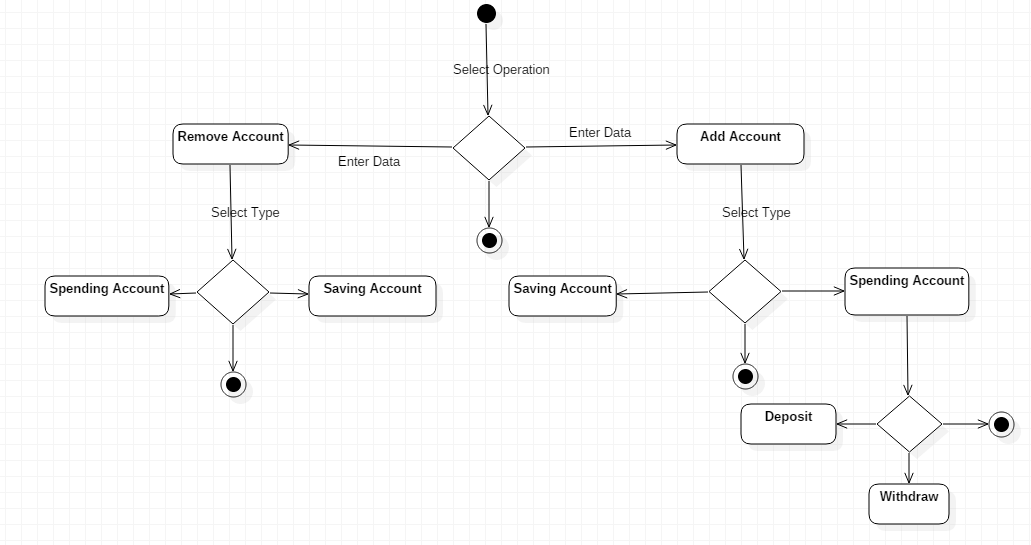 Select Operation
Remove Account
Enter Data
Enter Data
Add Account
Select Type
Select Type
Spending Account
Saving Account
Saving Account
Spending Account
Deposit
Withdraw